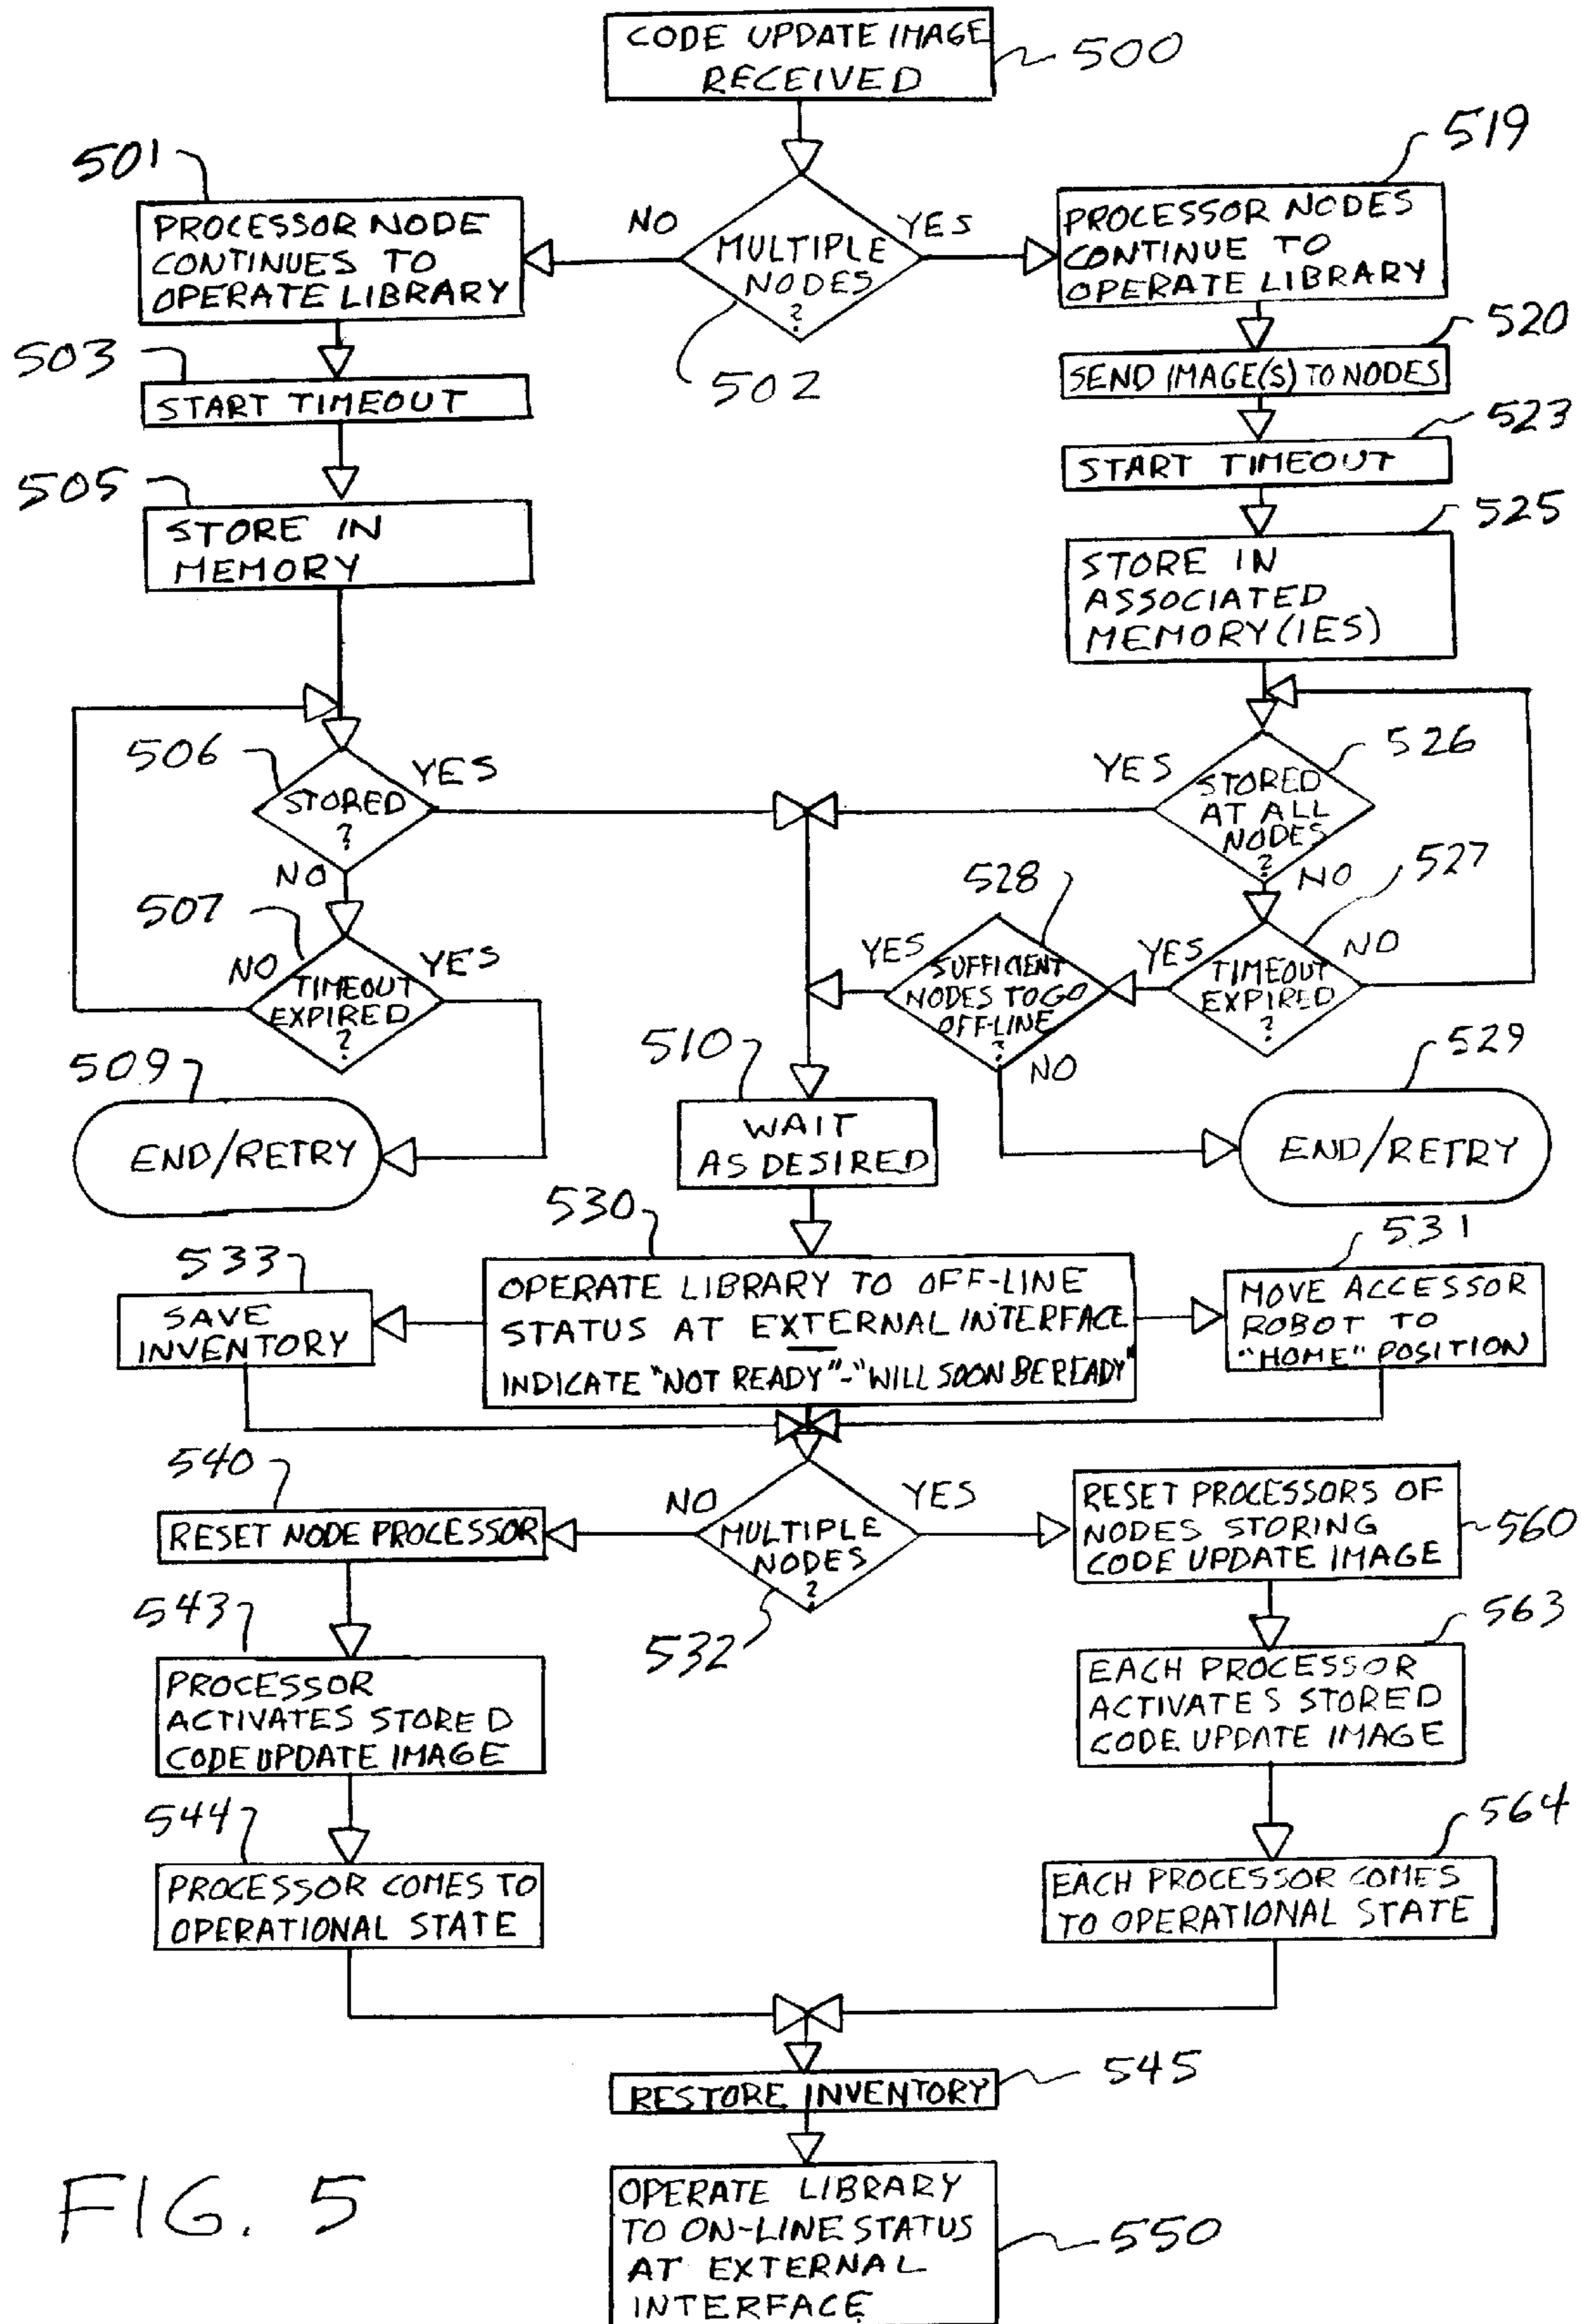 CODE UPDATE IMAGE
RECEIVED
500
501
519
PROCESSOR NODE
CONTINUES TO
OPERATE LIBRARY
NO
MULTIPLE
NODES
?
YES
PROCESSOR NODES
CONTINUE TO
OPERATE LIBRARY
502
503
START TIMEOUT
520
SEND IMAGE(S) TO NODES
523
START TIMEOUT
505
STORE IN
MEMORY
525
STORE IN
ASSOCIATED
MEMORY(IES)
506
STORED
?
YES
NO
YES
STORED
AT ALL
NODES
?
526
NO
507
NO
TIMEOUT
EXPIRED
?
YES
528
YES
SUFFICIENT
NODES TO GO
OFF-LINE
?
NO
YES
TIMEOUT
EXPIRED
?
527
NO
509
END/RETRY
510
WAIT
AS DESIRED
529
END/RETRY
533
SAVE
INVENTORY
530
OPERATE LIBRARY TO OFF-LINE
STATUS AT EXTERNAL INTERFACE
INDICATE "NOT READY"-"WILL SOON BE READY"
531
MOVE ACCESSOR
ROBOT TO
"HOME" POSITION
540
RESET NODE PROCESSOR
NO
MULTIPLE
NODES
?
YES
532
RESET PROCESSORS OF
NODES STORING
CODE UPDATE IMAGE
560
543
PROCESSOR
ACTIVATES STORED
CODE UPDATE IMAGE
563
EACH PROCESSOR
ACTIVATES STORED
CODE UPDATE IMAGE
544
PROCESSOR COMES TO
OPERATIONAL STATE
564
EACH PROCESSOR COMES
TO OPERATIONAL STATE
545
RESTORE INVENTORY
OPERATE LIBRARY
TO ON-LINE STATUS
AT EXTERNAL
INTERFACE
550
FIG. 5